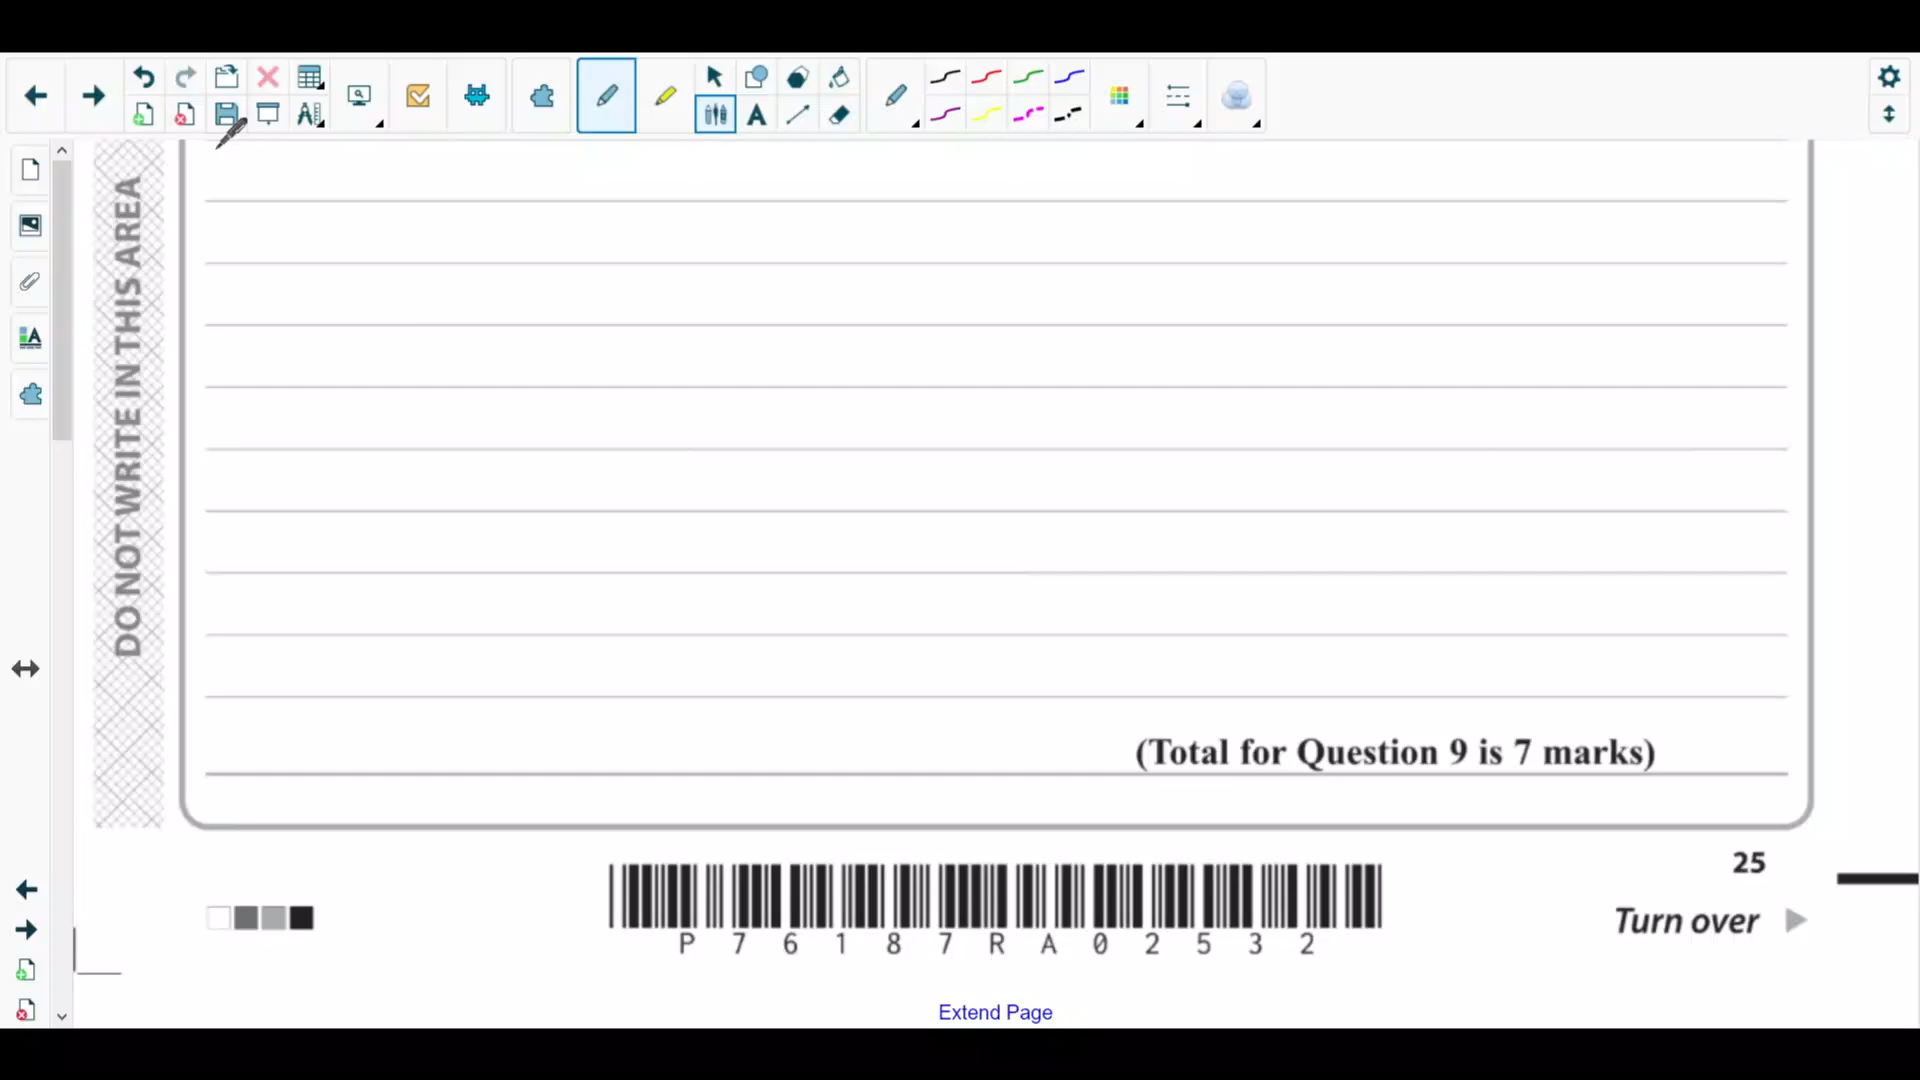 DO NOT WRITE IN THIS AREA
(Total for Question 9 is 7 marks)
25
P 7 6 1 8 7 R A 0 2 5 3 2
Turn over
Extend Page